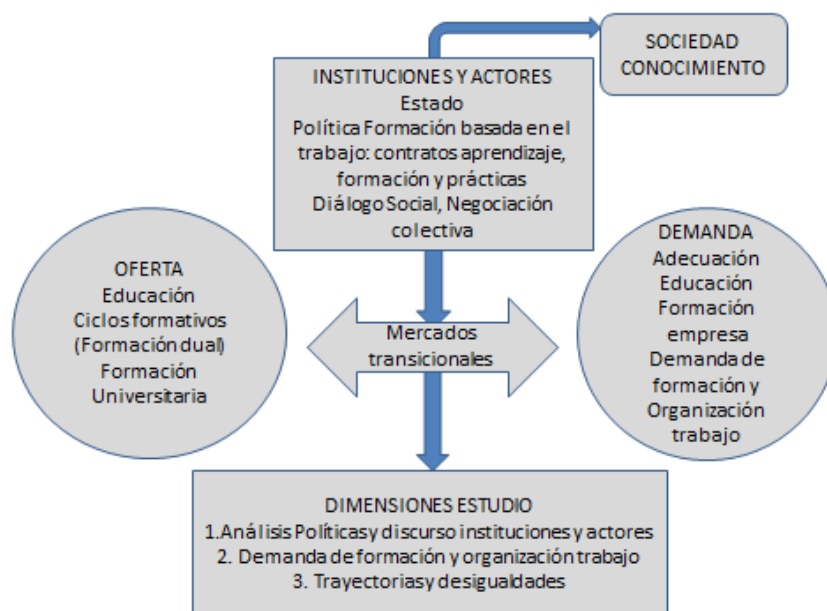 SOCIEDAD
CONOCIMIENTO
INSTITUCIONES Y ACTORES
Estado
Política Formación basada en el
trabajo: contratos aprendizaje,
formación y prácticas
Diálogo Social, Negociación
colectiva
OFERTA
Educación
Ciclos formativos
(Formación dual)
Formación
Universitaria
Mercados
transicionales
DEMANDA
Adecuación
Educación
Formación
empresa
Demanda de
formación y
Organización
trabajo
DIMENSIONES ESTUDIO
1.Análisis Políticas y discurso instituciones y actores
2. Demanda de formación y organización trabajo
3. Trayectorias y desigualdades